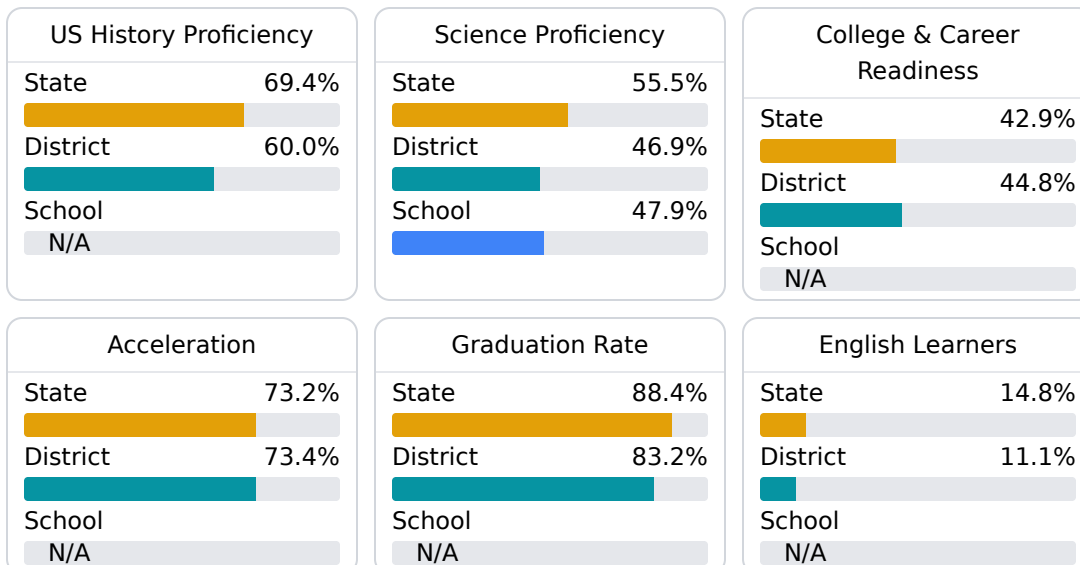 US History Proficiency
State 69.4%
District 60.0%
School
N/A
Science Proficiency
State 55.5%
District 46.9%
School 47.9%
College & Career
Readiness
State 42.9%
District 44.8%
School
N/A
Acceleration
State 73.2%
District 73.4%
School
N/A
Graduation Rate
State 88.4%
District 83.2%
School
N/A
English Learners
State 14.8%
District 11.1%
School
N/A